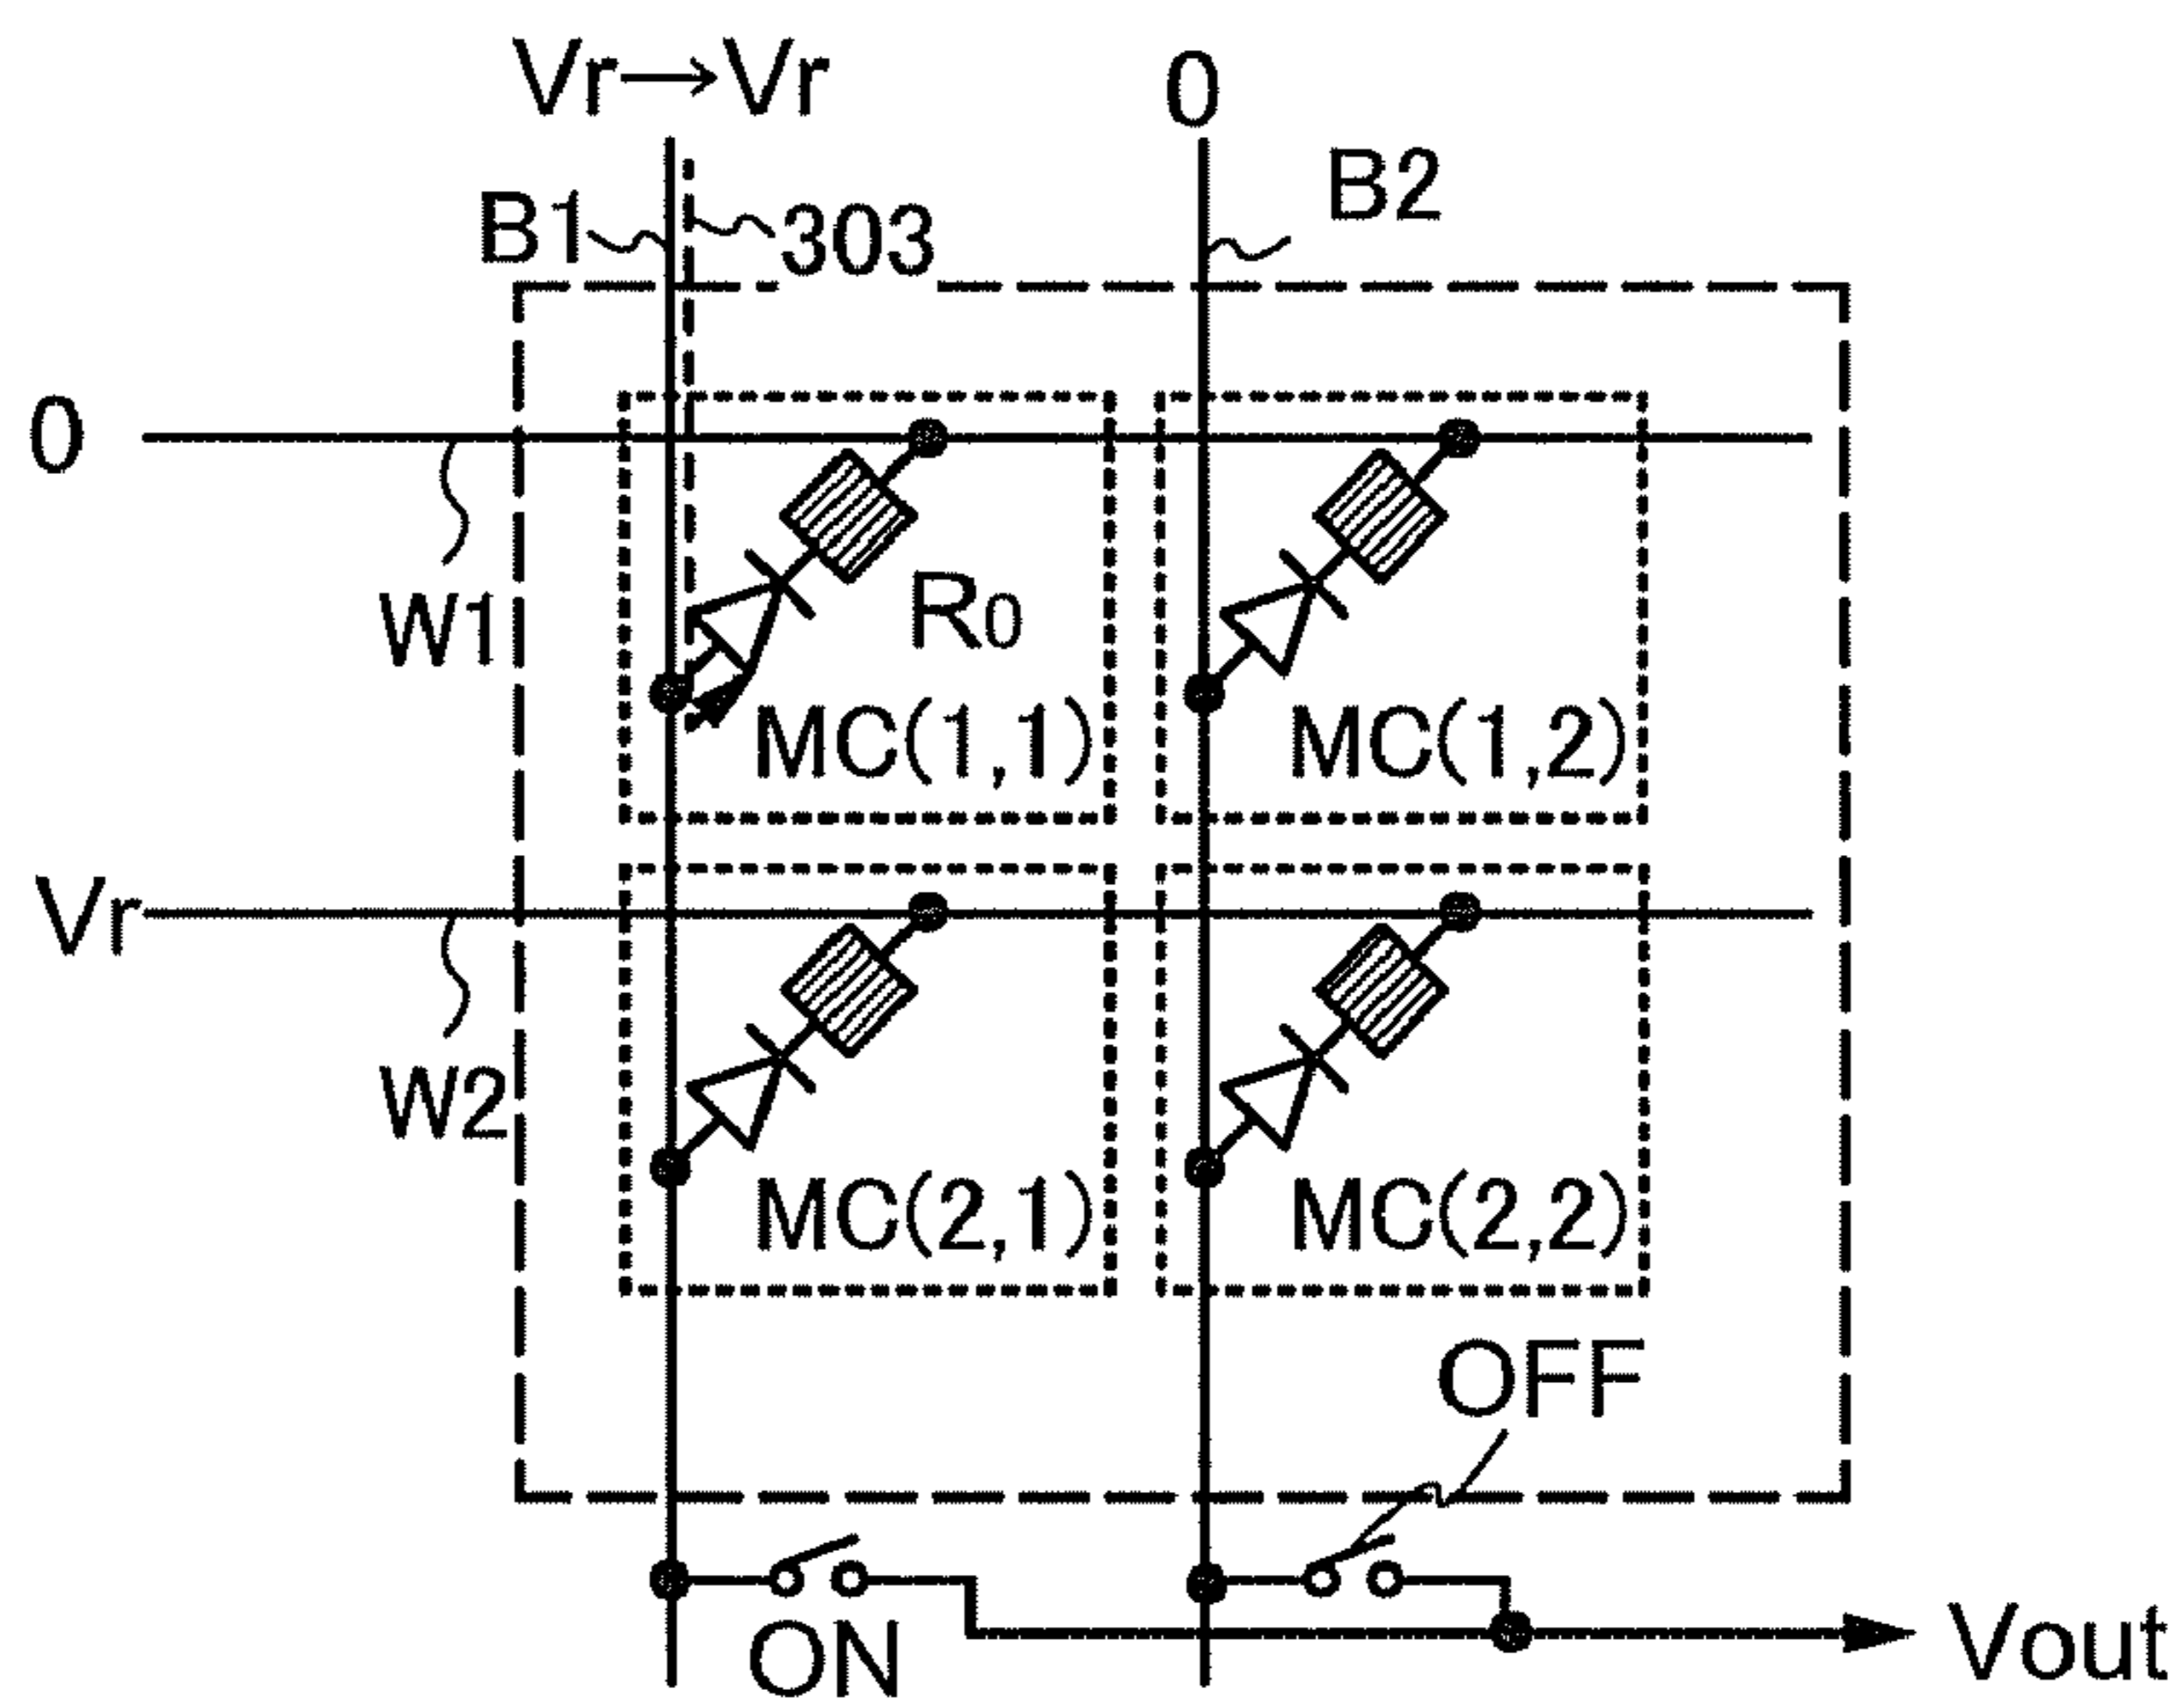 Vr→Vr 0
B1 303 B2
0
W1 R0
MC(1,1) MC(1,2)
Vr
W2
MC(2,1) MC(2,2)
OFF
ON Vout